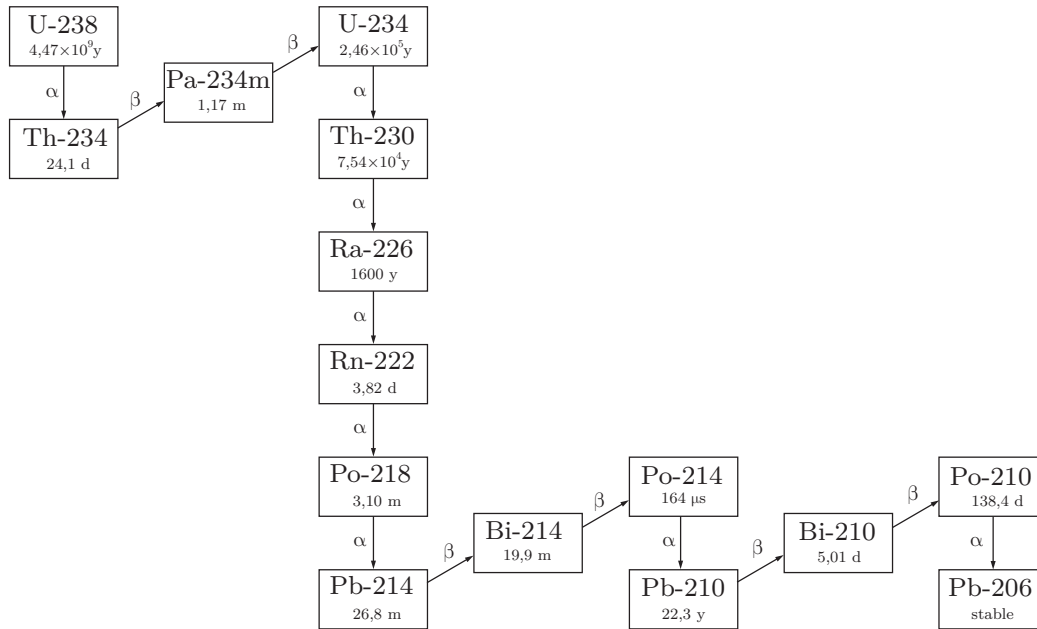 U-238
4,47×10⁹y
α
Th-234
24,1 d
β
Pa-234m
1,17 m
β
U-234
2,46×10⁵y
α
Th-230
7,54×10⁴y
α
Ra-226
1600 y
α
Rn-222
3,82 d
α
Po-218
3,10 m
α
Pb-214
26,8 m
β
Bi-214
19,9 m
β
Po-214
164 µs
α
Pb-210
22,3 y
β
Bi-210
5,01 d
β
Po-210
138,4 d
α
Pb-206
stable